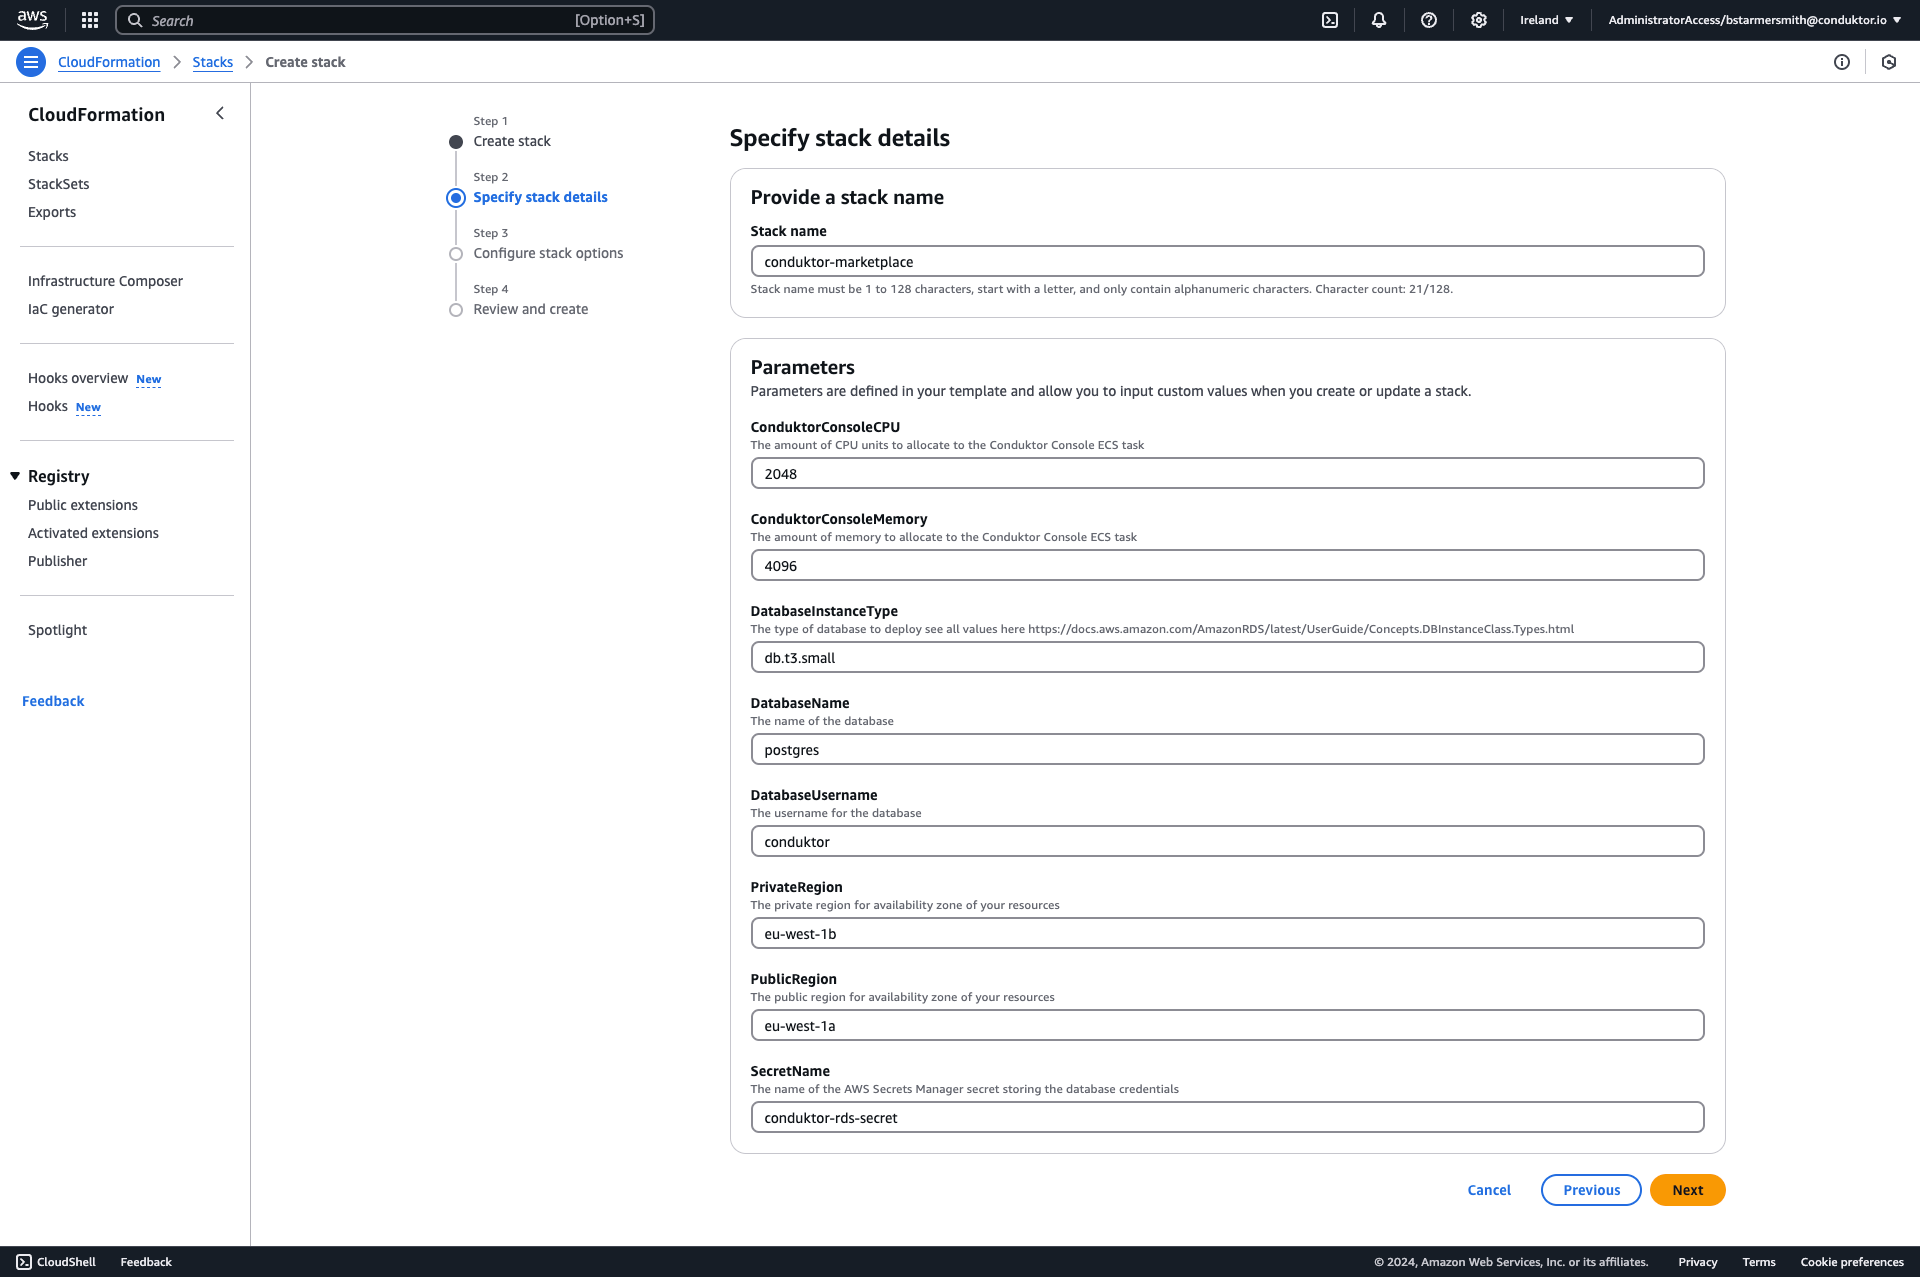 aws
Search
[Option+S]
Ireland
AdministratorAccess/bstarmersmith@conduktor.io
CloudFormation
Stacks
Create stack
CloudFormation
Stacks
StackSets
Exports
Infrastructure Composer
IaC generator
Hooks overview New
Hooks New
Registry
Public extensions
Activated extensions
Publisher
Spotlight
Feedback
Step 1
Create stack
Step 2
Specify stack details
Step 3
Configure stack options
Step 4
Review and create
Specify stack details
Provide a stack name
Stack name
conduktor-marketplace
Stack name must be 1 to 128 characters, start with a letter, and only contain alphanumeric characters. Character count: 21/128.
Parameters
Parameters are defined in your template and allow you to input custom values when you create or update a stack.
ConduktorConsoleCPU
The amount of CPU units to allocate to the Conduktor Console ECS task
2048
ConduktorConsoleMemory
The amount of memory to allocate to the Conduktor Console ECS task
4096
DatabaseInstanceType
The type of database to deploy see all values here https://docs.aws.amazon.com/AmazonRDS/latest/UserGuide/Concepts.DBInstanceClass.Types.html
db.t3.small
DatabaseName
The name of the database
postgres
DatabaseUsername
The username for the database
conduktor
PrivateRegion
The private region for availability zone of your resources
eu-west-1b
PublicRegion
The public region for availability zone of your resources
eu-west-1a
SecretName
The name of the AWS Secrets Manager secret storing the database credentials
conduktor-rds-secret
Cancel
Previous
Next
CloudShell
Feedback
© 2024, Amazon Web Services, Inc. or its affiliates.
Privacy
Terms
Cookie preferences